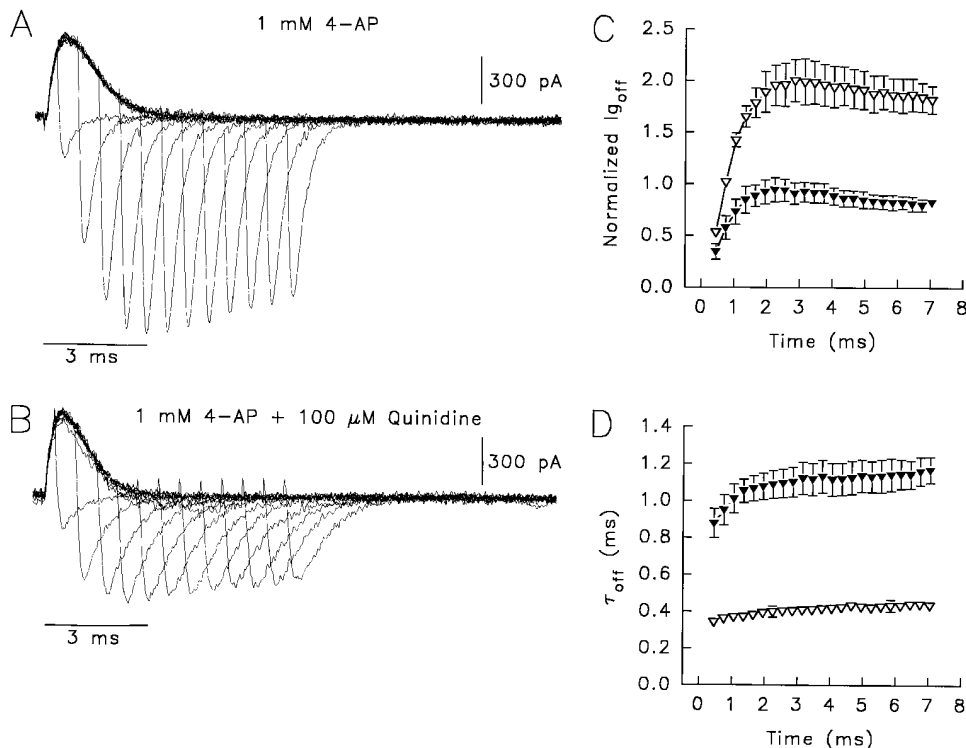 A
1 mM 4-AP
300 pA
3 ms
B
1 mM 4-AP + 100 μM Quinidine
300 pA
3 ms
C
Normalized Ig_off
2.5
2.0
1.5
1.0
0.5
0.0
0 1 2 3 4 5 6 7 8
Time (ms)
D
τ_off (ms)
1.4
1.2
1.0
0.8
0.6
0.4
0.2
0.0
0 1 2 3 4 5 6 7 8
Time (ms)